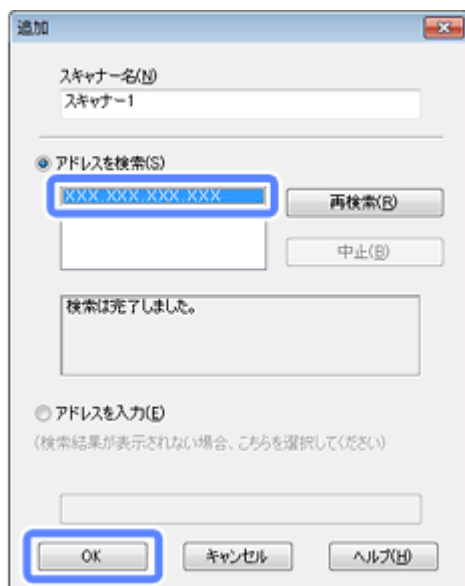 追加
スキャナー名(N)
スキャナー1
アドレスを検索(S)
XXX.XXX.XXX.XXX
再検索(R)
中止(B)
検索は完了しました。
アドレスを入力(E)
(検索結果が表示されない場合、こちらを選択してください)
OK
キャンセル
ヘルプ(H)